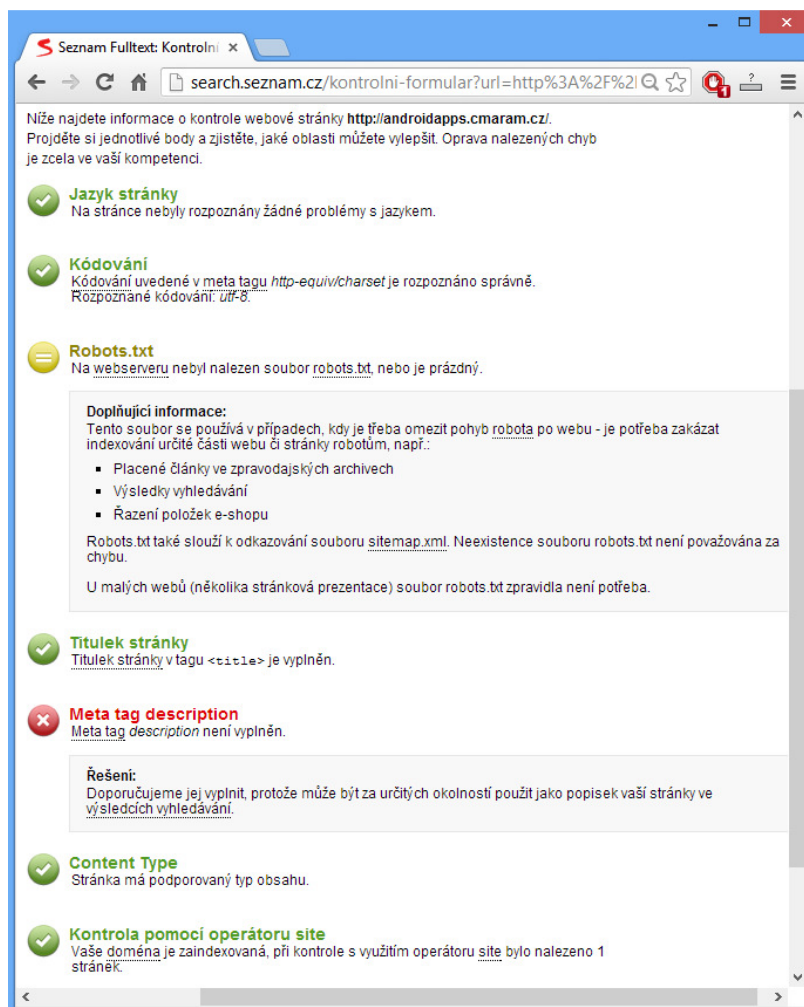 Seznam Fulltext: Kontrolní
search.seznam.cz/kontrolni-formular?url=http%3A%2F%2
Níže najdete informace o kontrole webové stránky http://androidapps.cmaram.cz/.
Projděte si jednotlivé body a zjistěte, jaké oblasti můžete vylepšit. Oprava nalezených chyb
je zcela ve vaší kompetenci.
Jazyk stránky
Na stránce nebyly rozpoznány žádné problémy s jazykem.
Kódování
Kódování uvedené v meta tagu http-equiv/charset je rozpoznáno správně.
Rozpoznané kódování: utf-8.
Robots.txt
Na webserveru nebyl nalezen soubor robots.txt, nebo je prázdný.
Doplňující informace:
Tento soubor se používá v případech, kdy je třeba omezit pohyb robota po webu - je potřeba zakázat
indexování určité části webu či stránky robotům, např.:
▪ Placené články ve zpravodajských archivech
▪ Výsledky vyhledávání
▪ Řazení položek e-shopu
Robots.txt také slouží k odkazování souboru sitemap.xml. Neexistence souboru robots.txt není považována za
chybu.
U malých webů (několika stránková prezentace) soubor robots.txt zpravidla není potřeba.
Titulek stránky
Titulek stránky v tagu <title> je vyplněn.
Meta tag description
Meta tag description není vyplněn.
Řešení:
Doporučujeme jej vyplnit, protože může být za určitých okolností použit jako popisek vaší stránky ve
výsledcích vyhledávání.
Content Type
Stránka má podporovaný typ obsahu.
Kontrola pomocí operátoru site
Vaše doména je zaindexovaná, při kontrole s využitím operátoru site bylo nalezeno 1
stránek.